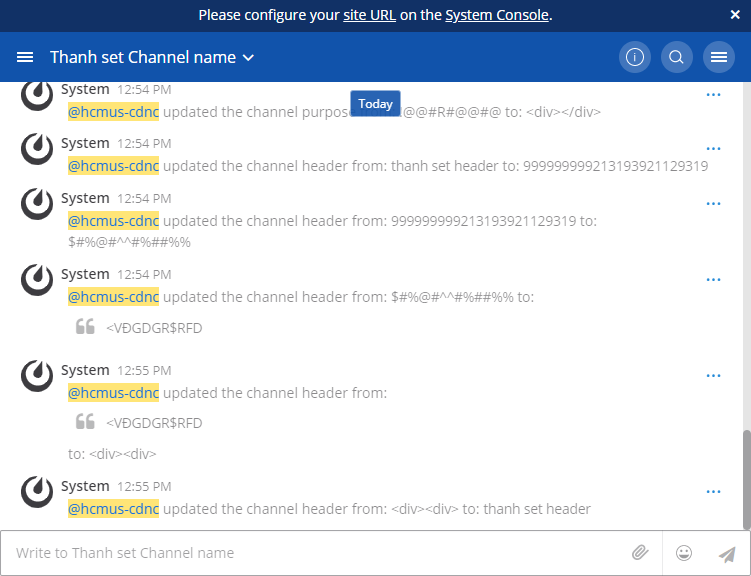 Please configure your site URL on the System Console.
Thanh set Channel name
System 12:54 PM
Today
@hcmus-cdnc updated the channel purpose @@#R#@@#@ to: <div></div>
System 12:54 PM
@hcmus-cdnc updated the channel header from: thanh set header to: 999999999213193921129319
System 12:54 PM
@hcmus-cdnc updated the channel header from: 999999999213193921129319 to:
$#%@#^^#%##%%
System 12:54 PM
@hcmus-cdnc updated the channel header from: $#%@#^^#%##%% to:
<VĐGDGR$RFD
System 12:55 PM
@hcmus-cdnc updated the channel header from:
<VĐGDGR$RFD
to: <div><div>
System 12:55 PM
@hcmus-cdnc updated the channel header from: <div><div> to: thanh set header
Write to Thanh set Channel name